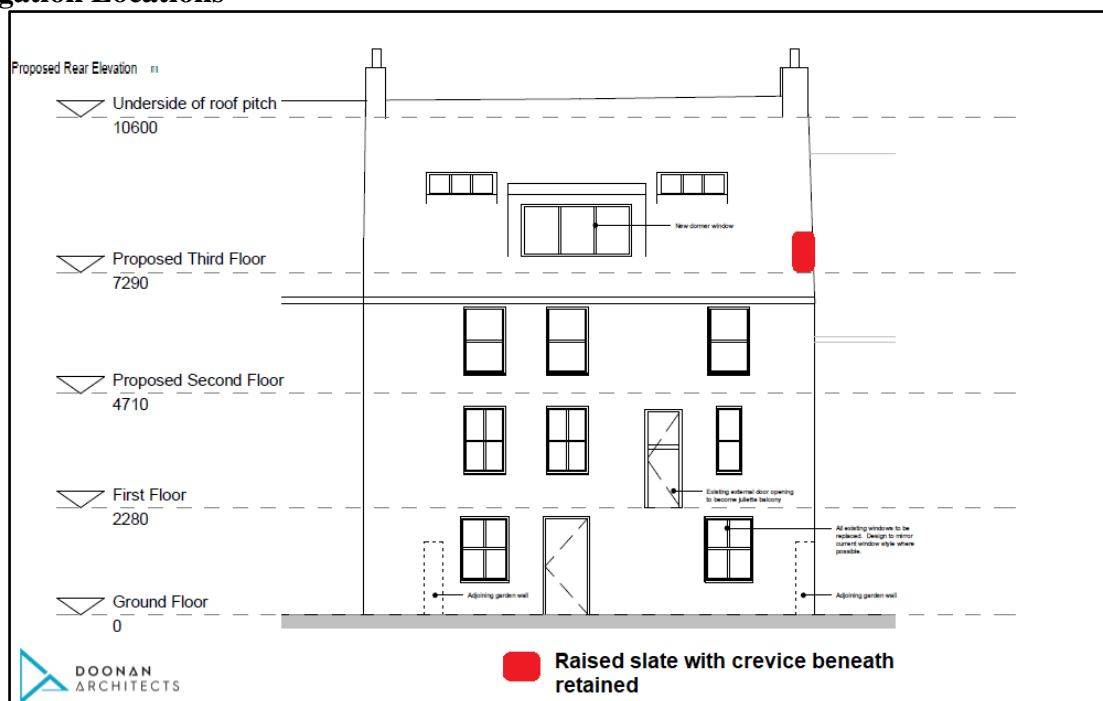 gation Locations
Proposed Rear Elevation
Underside of roof pitch
10600
New dormer window
Proposed Third Floor
7290
Proposed Second Floor
4710
Existing external door opening
to become juliette balcony
First Floor
2280
All existing windows to be
replaced. Design to mirror
current window style where
possible.
Adjoining garden wall
Adjoining garden wall
Ground Floor
0
DOONAN
ARCHITECTS
Raised slate with crevice beneath
retained